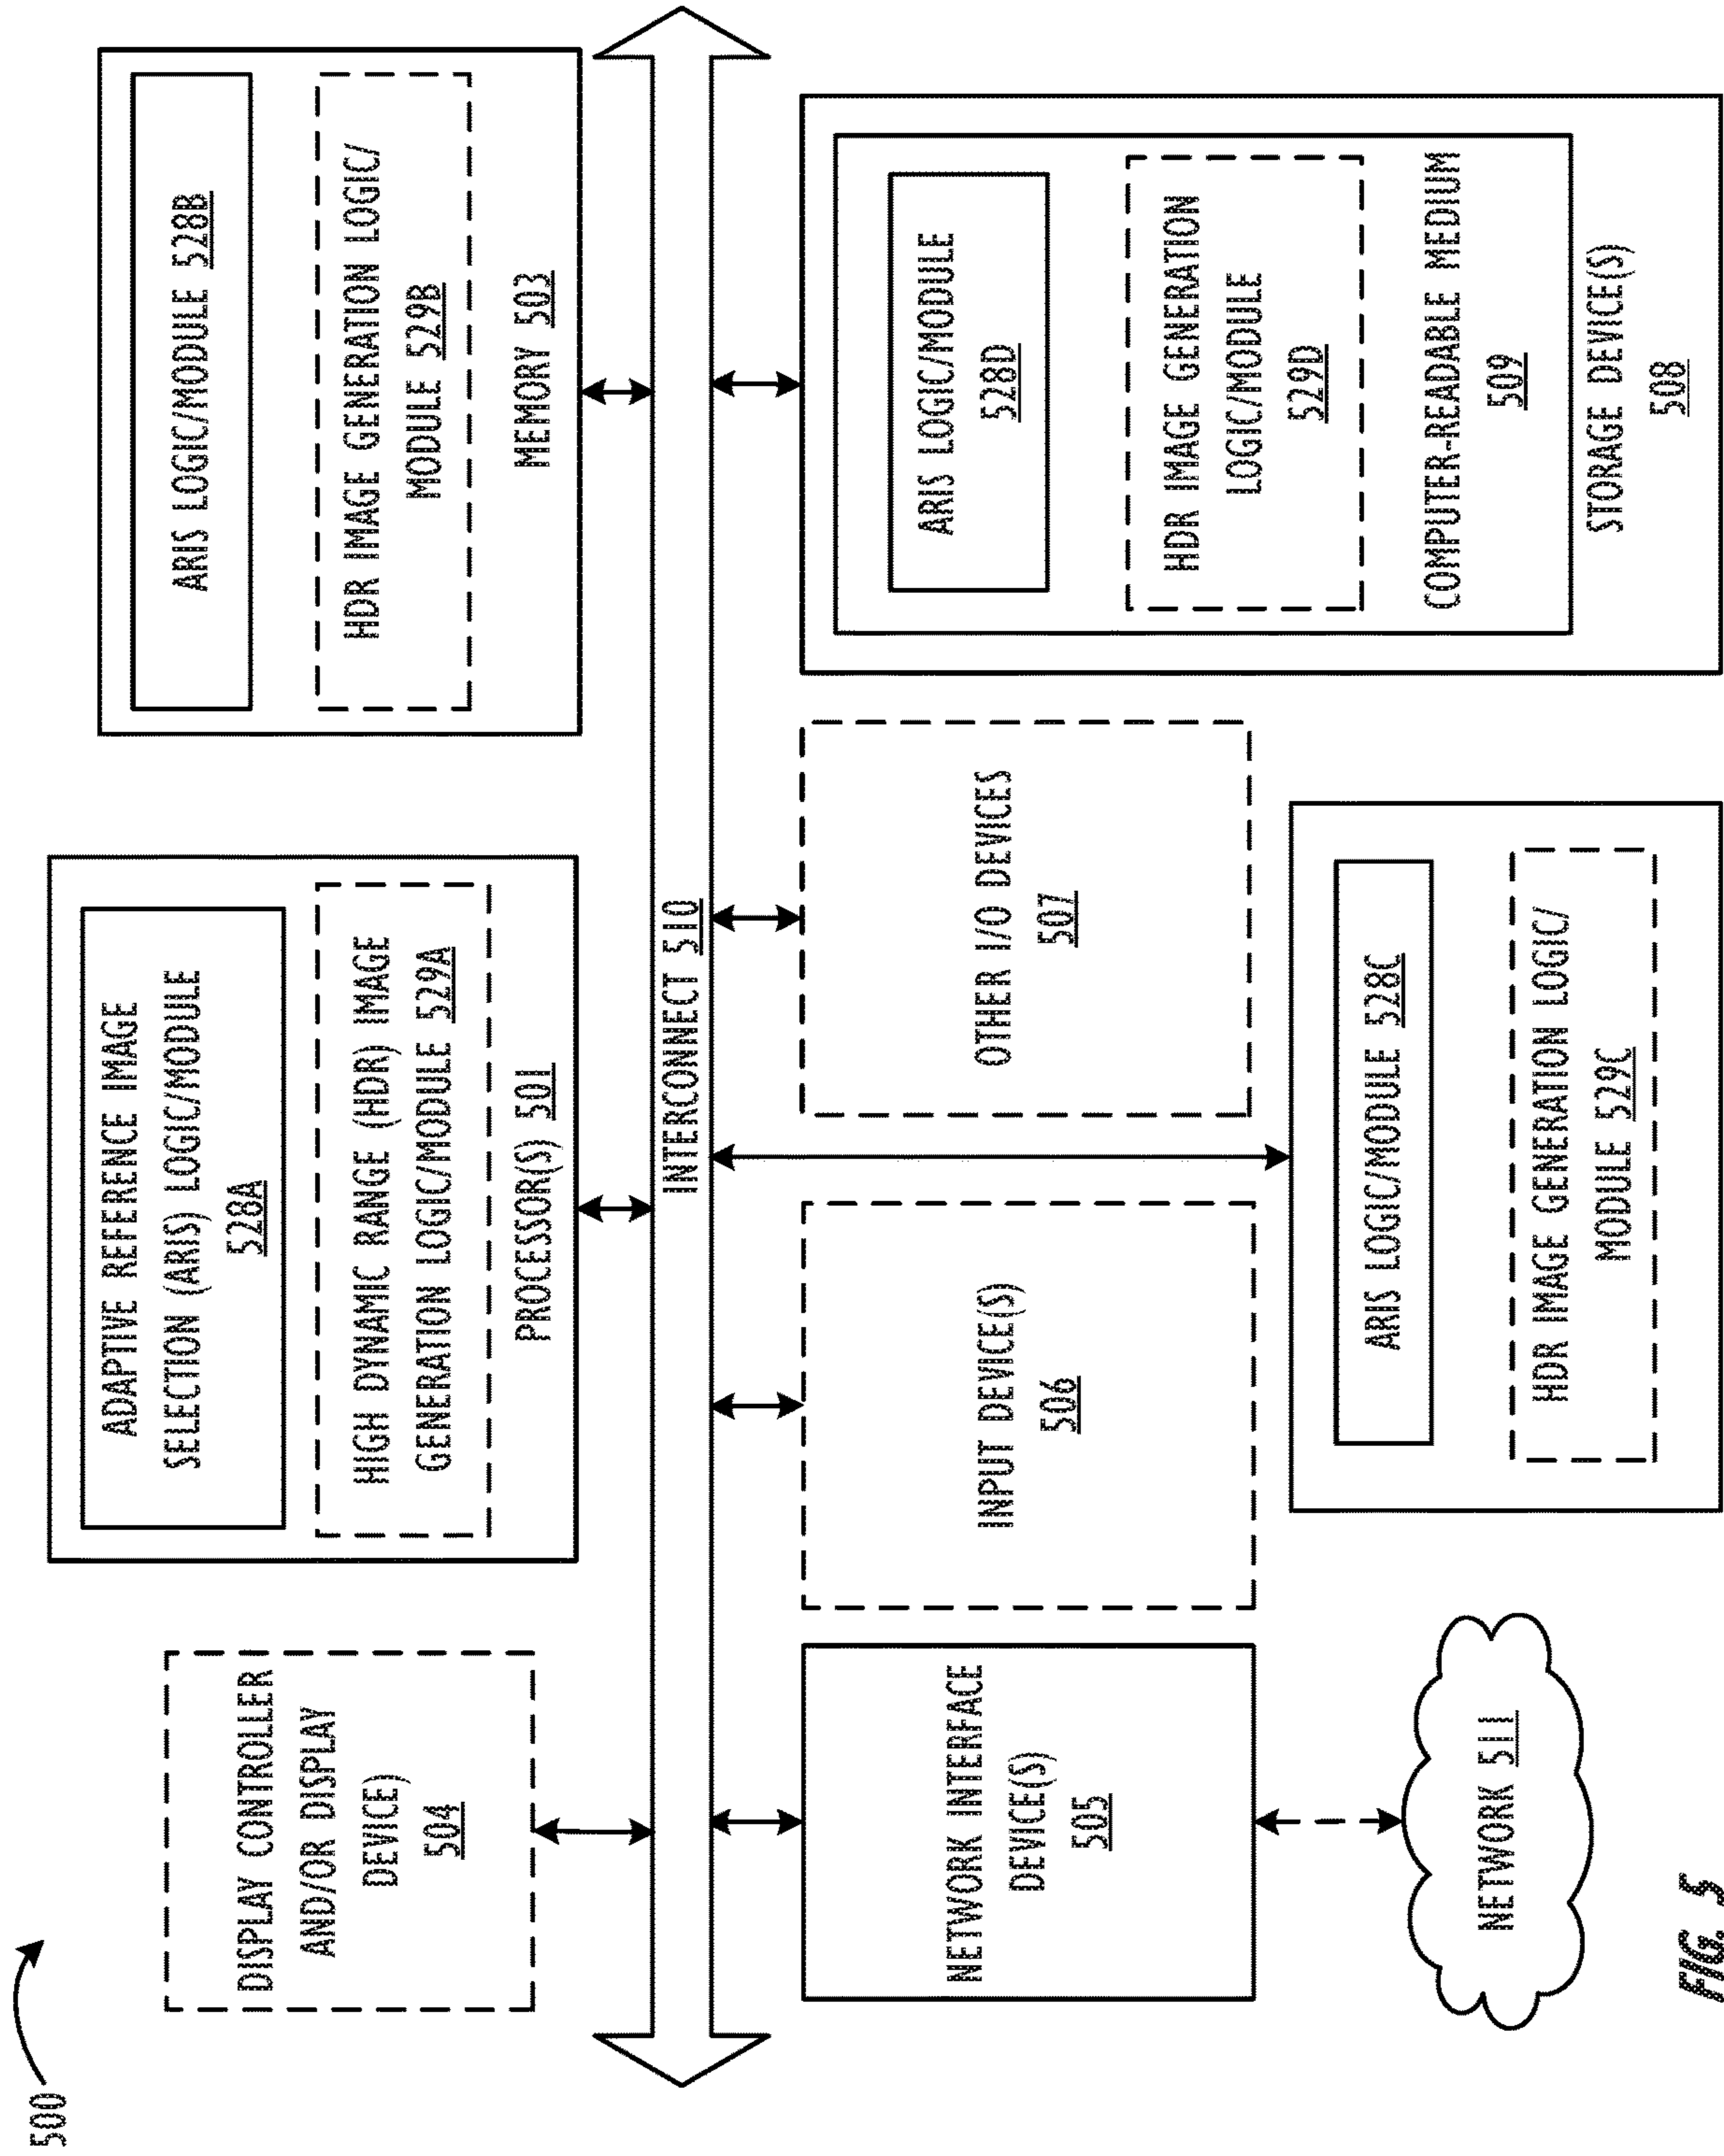 500
DISPLAY CONTROLLER
AND/OR DISPLAY
DEVICE)
504
ADAPTIVE REFERENCE IMAGE
SELECTION (ARIS) LOGIC/MODULE
528A
HIGH DYNAMIC RANGE (HDR) IMAGE
GENERATION LOGIC/MODULE 529A
PROCESSOR(S) 501
ARIS LOGIC/MODULE 528B
HDR IMAGE GENERATION LOGIC/
MODULE 529B
MEMORY 503
INTERCONNECT 510
NETWORK INTERFACE
DEVICE(S)
505
INPUT DEVICE(S)
506
OTHER I/O DEVICES
507
ARIS LOGIC/MODULE
528D
HDR IMAGE GENERATION
LOGIC/MODULE
529D
COMPUTER-READABLE MEDIUM
509
STORAGE DEVICE(S)
508
NETWORK 511
ARIS LOGIC/MODULE 528C
HDR IMAGE GENERATION LOGIC/
MODULE 529C
FIG. 5